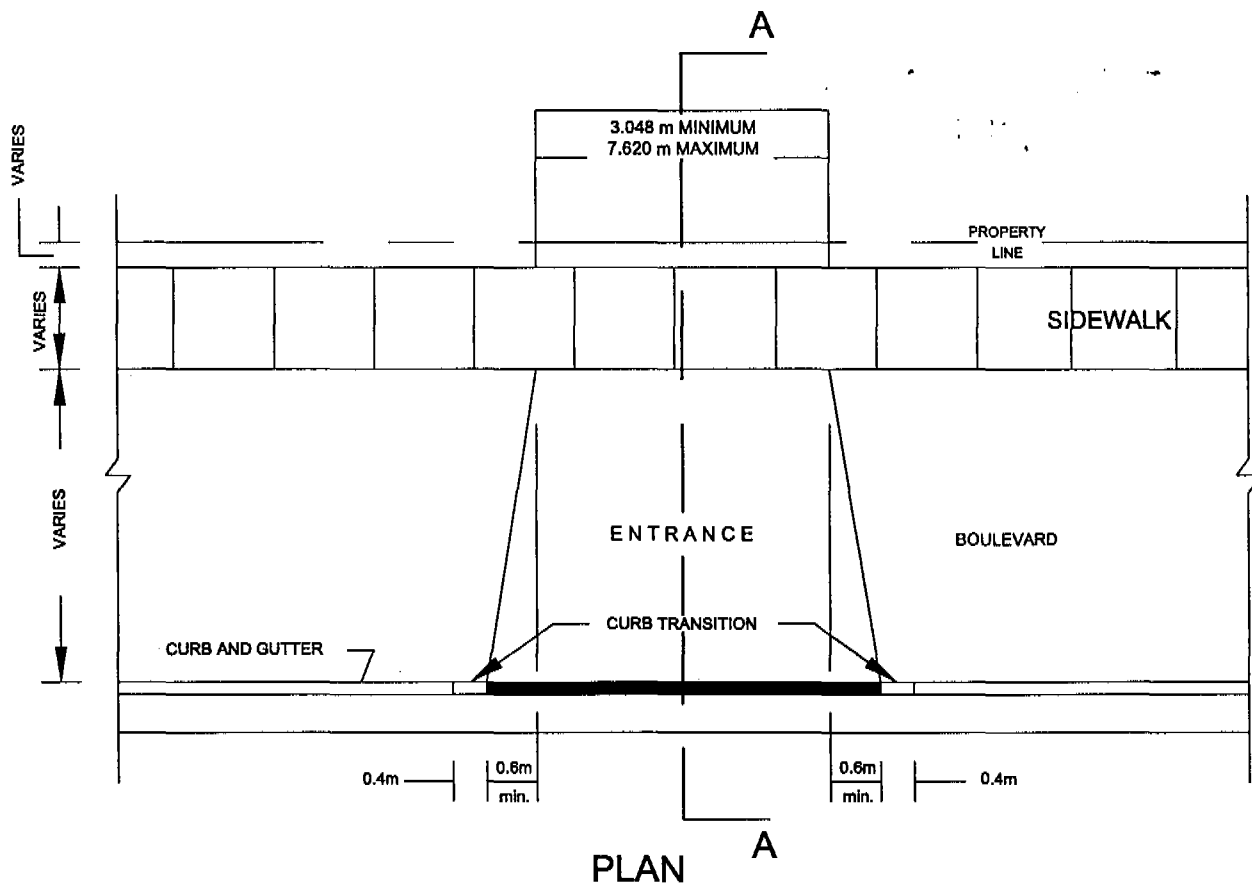 A
3.048 m MINIMUM
7.620 m MAXIMUM
VARIES
PROPERTY
LINE
VARIES
SIDEWALK
VARIES
ENTRANCE
BOULEVARD
CURB TRANSITION
CURB AND GUTTER
0.4m
0.6m
min.
0.6m
min.
0.4m
A
PLAN